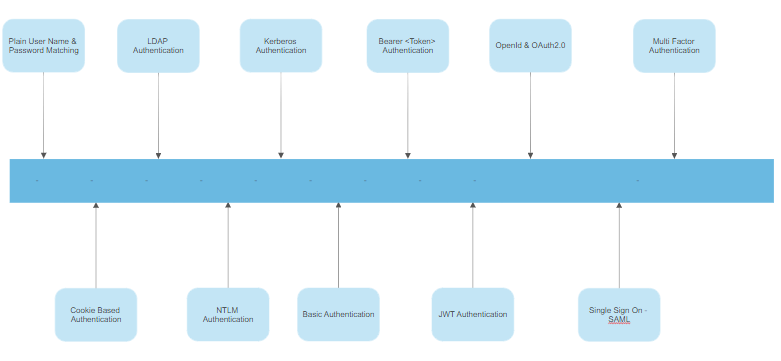 Plain User Name &
Password Matching
LDAP
Authentication
Kerberos
Authentication
Bearer <Token>
Authentication
OpenId & OAuth2.0
Multi Factor
Authentication
Cookie Based
Authentication
NTLM
Authentication
Basic Authentication
JWT Authentication
Single Sign On -
SAML